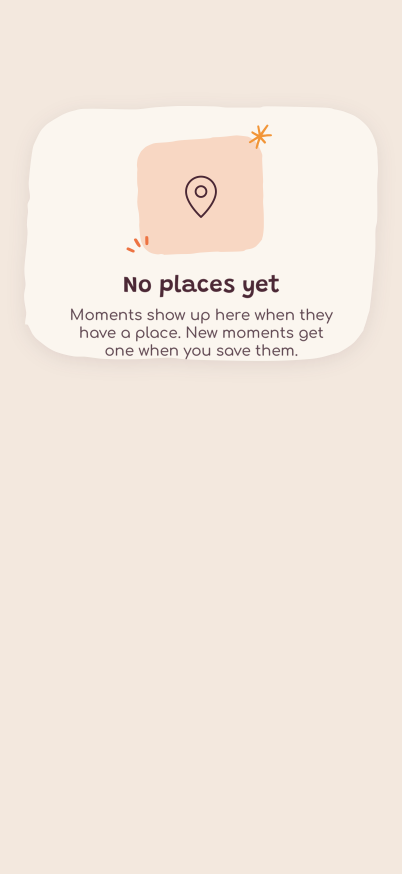 No places yet
Moments show up here when they
have a place. New moments get
one when you save them.